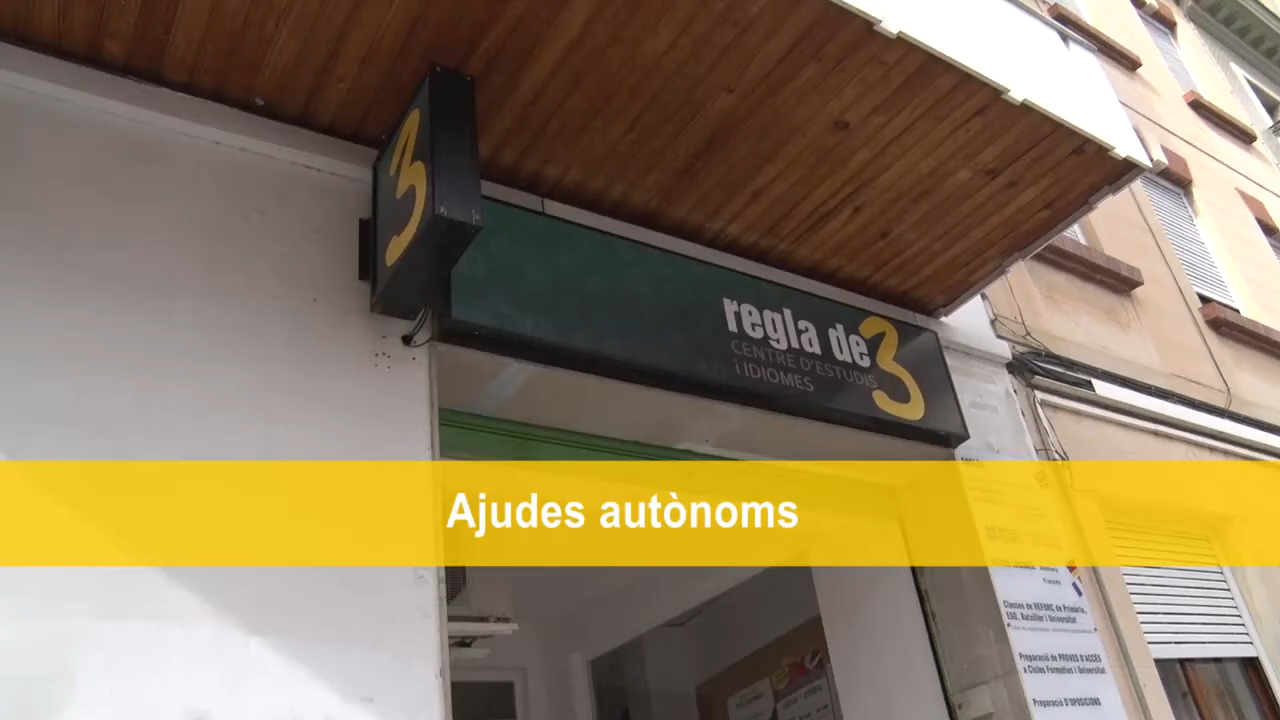 3
regla de 3
CENTRE D'ESTUDIS
i IDIOMES
Ajudes autònoms
Francès
Classes de REFORÇ de Primària,
ESO, Batxiller i Universitat
Preparació de PROVES D'ACCÉS
a Cicles Formatius i Universitat
Preparació D'OPOSICIONS